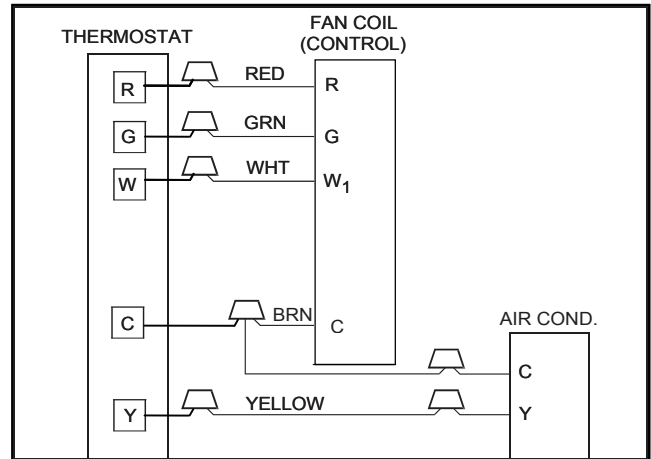 FAN COIL
(CONTROL)
THERMOSTAT
R RED R
G GRN G
W WHT W1
C BRN C
AIR COND.
C
Y YELLOW Y